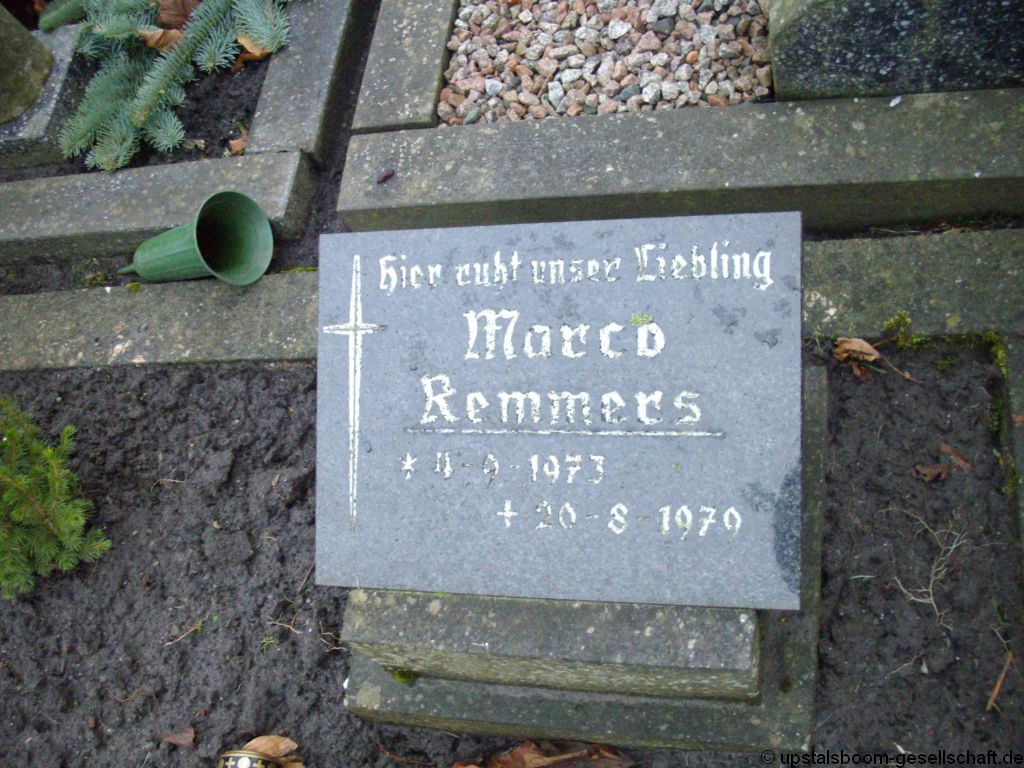 Hier ruht unser Liebling
Marco
Remmers
* 4-9-1973
+ 20-8-1979
© upstalsboom-gesellschaft.de